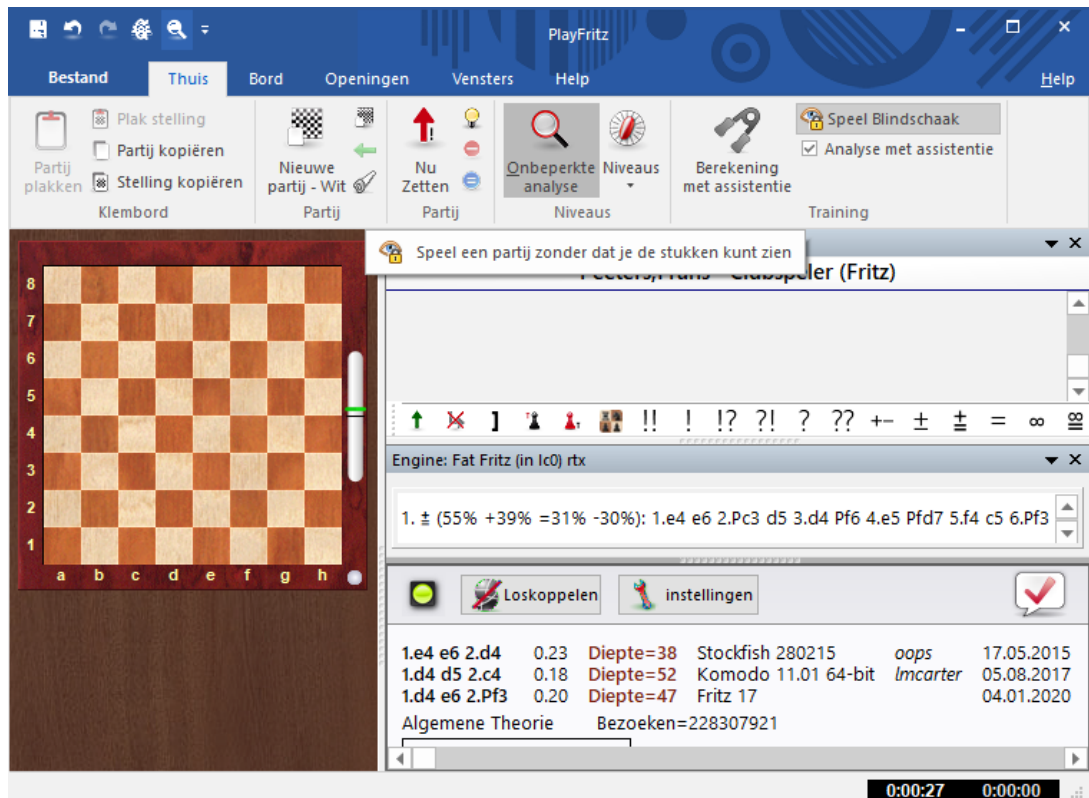 PlayFritz
Bestand Thuis Bord Openingen Vensters Help Help
Partij plakken
Plak stelling
Partij kopiëren
Stelling kopiëren
Klembord
Nieuwe partij - Wit
Partij
Nu Zetten
Partij
Onbeperkte analyse
Niveaus
Niveaus
Berekening met assistentie
Speel Blindschaak
Analyse met assistentie
Training
Speel een partij zonder dat je de stukken kunt zien
(Fritz)
8
7
6
5
4
3
2
1
a b c d e f g h
!! ! !? ?! ? ?? +− ± ⩲ = ∞
Engine: Fat Fritz (in lc0) rtx
1. ⩲ (55% +39% =31% -30%): 1.e4 e6 2.Pc3 d5 3.d4 Pf6 4.e5 Pfd7 5.f4 c5 6.Pf3
Loskoppelen instellingen
1.e4 e6 2.d4 0.23 Diepte=38 Stockfish 280215 oops 17.05.2015
1.d4 d5 2.c4 0.18 Diepte=52 Komodo 11.01 64-bit lmcarter 05.08.2017
1.d4 e6 2.Pf3 0.20 Diepte=47 Fritz 17 04.01.2020
Algemene Theorie Bezoeken=228307921
0:00:27 0:00:00